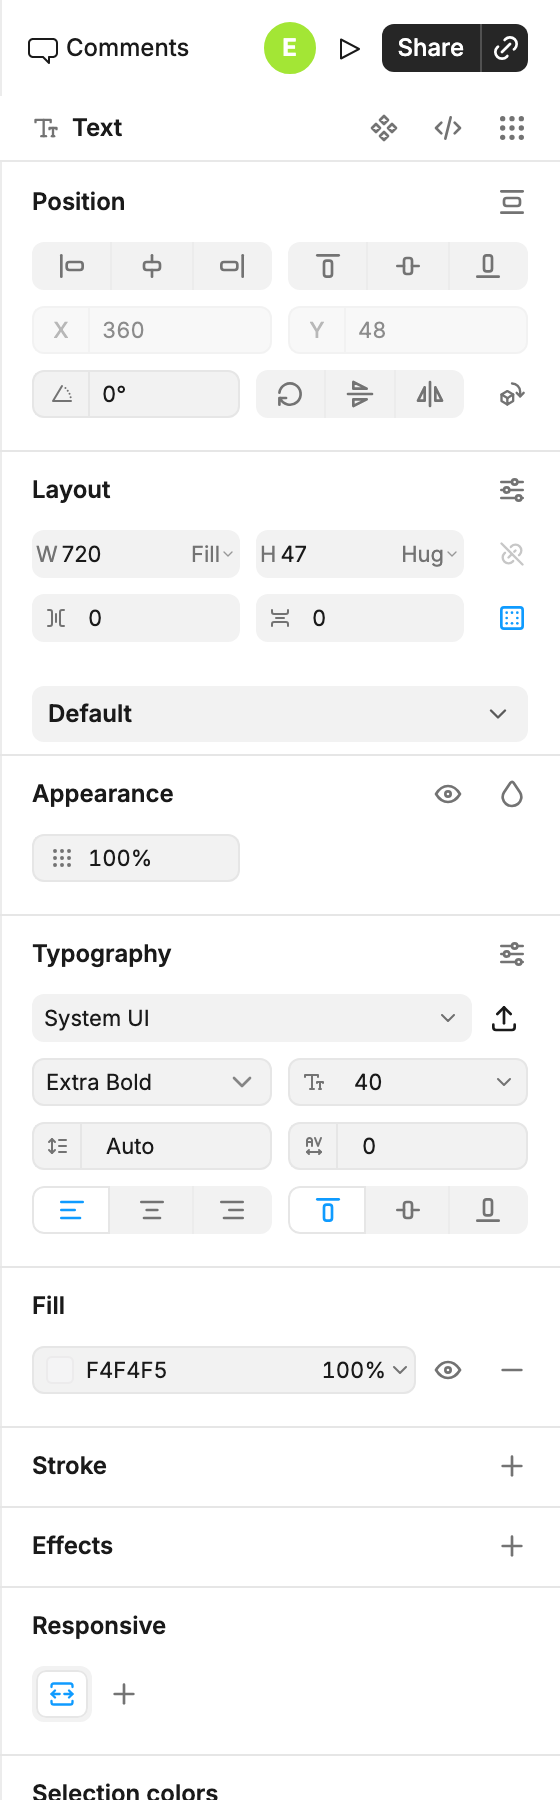 Comments E Share
Text
Position
X 360 Y 48
0°
Layout
W 720 Fill H 47 Hug
0 0
Default
Appearance
100%
Typography
System UI
Extra Bold 40
Auto 0
Fill
F4F4F5 100%
Stroke
Effects
Responsive
Selection colors